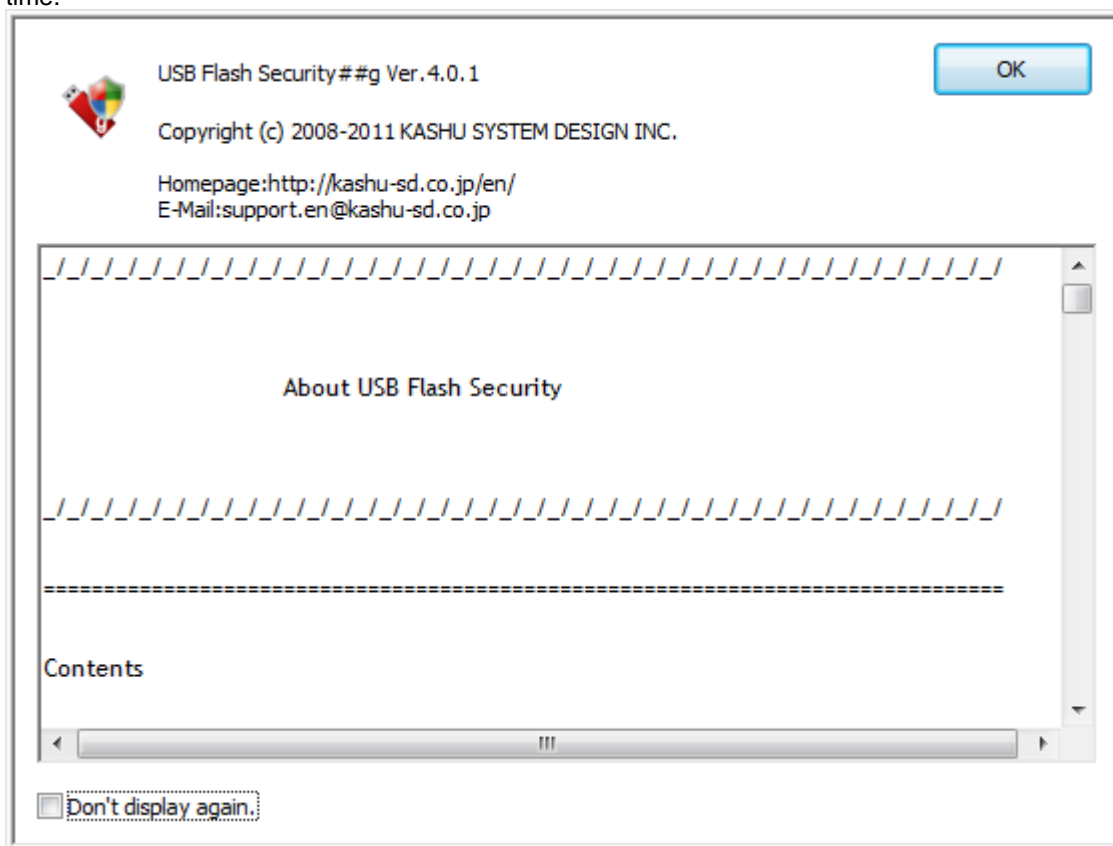 time.
USB Flash Security##g Ver.4.0.1
OK
Copyright (c) 2008-2011 KASHU SYSTEM DESIGN INC.
Homepage:http://kashu-sd.co.jp/en/
E-Mail:support.en@kashu-sd.co.jp
_/_/_/_/_/_/_/_/_/_/_/_/_/_/_/_/_/_/_/_/_/_/_/_/_/_/_/_/_/_/_/_/_/_/_/_/_/_/_/_/
About USB Flash Security
_/_/_/_/_/_/_/_/_/_/_/_/_/_/_/_/_/_/_/_/_/_/_/_/_/_/_/_/_/_/_/_/_/_/_/_/_/_/_/_/
================================================================================
Contents
Don't display again.